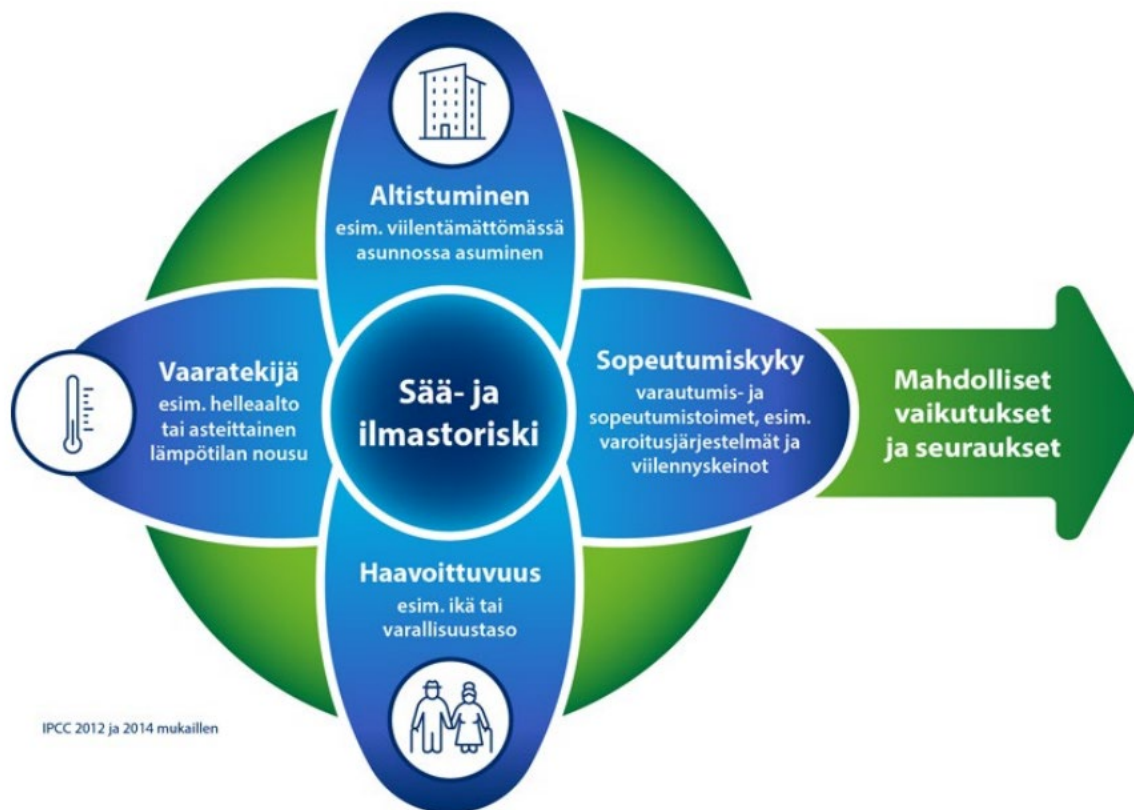 Altistuminen
esim. viilentämättömässä
asunnossa asuminen
Vaaratekijä
esim. helleaalto
tai asteittainen
lämpötilan nousu
Sää- ja
ilmastoriski
Sopeutumiskyky
varautumis- ja
sopeutumistoimet, esim.
varoitusjärjestelmät ja
viilennyskeinot
Mahdolliset
vaikutukset
ja seuraukset
Haavoittuvuus
esim. ikä tai
varallisuustaso
IPCC 2012 ja 2014 mukaillen